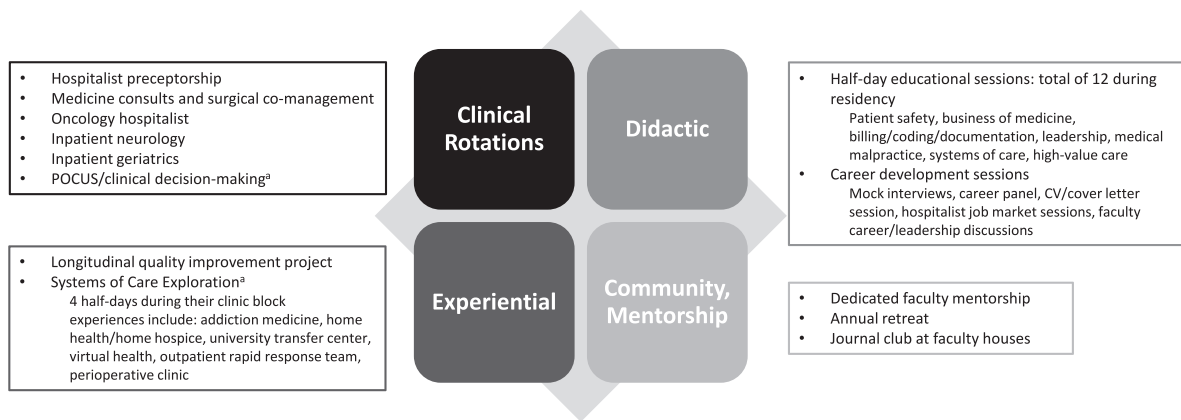 • Hospitalist preceptorship
• Medicine consults and surgical co-management
• Oncology hospitalist
• Inpatient neurology
• Inpatient geriatrics
• POCUS/clinical decision-makingᵃ
Clinical
Rotations
Didactic
• Half-day educational sessions: total of 12 during
residency
Patient safety, business of medicine,
billing/coding/documentation, leadership, medical
malpractice, systems of care, high-value care
• Career development sessions
Mock interviews, career panel, CV/cover letter
session, hospitalist job market sessions, faculty
career/leadership discussions
• Longitudinal quality improvement project
• Systems of Care Explorationᵃ
4 half-days during their clinic block
experiences include: addiction medicine, home
health/home hospice, university transfer center,
virtual health, outpatient rapid response team,
perioperative clinic
Experiential
Community,
Mentorship
• Dedicated faculty mentorship
• Annual retreat
• Journal club at faculty houses